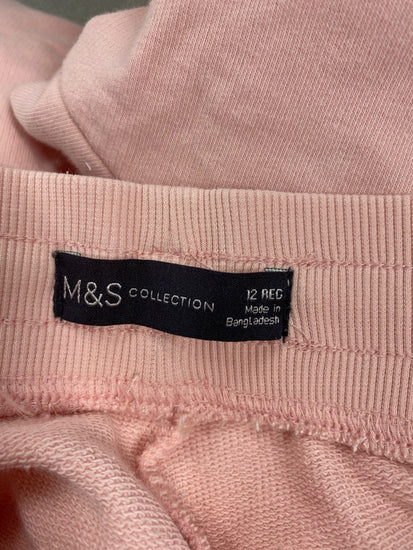 M&S COLLECTION
12 REG
Made in
Bangladesh